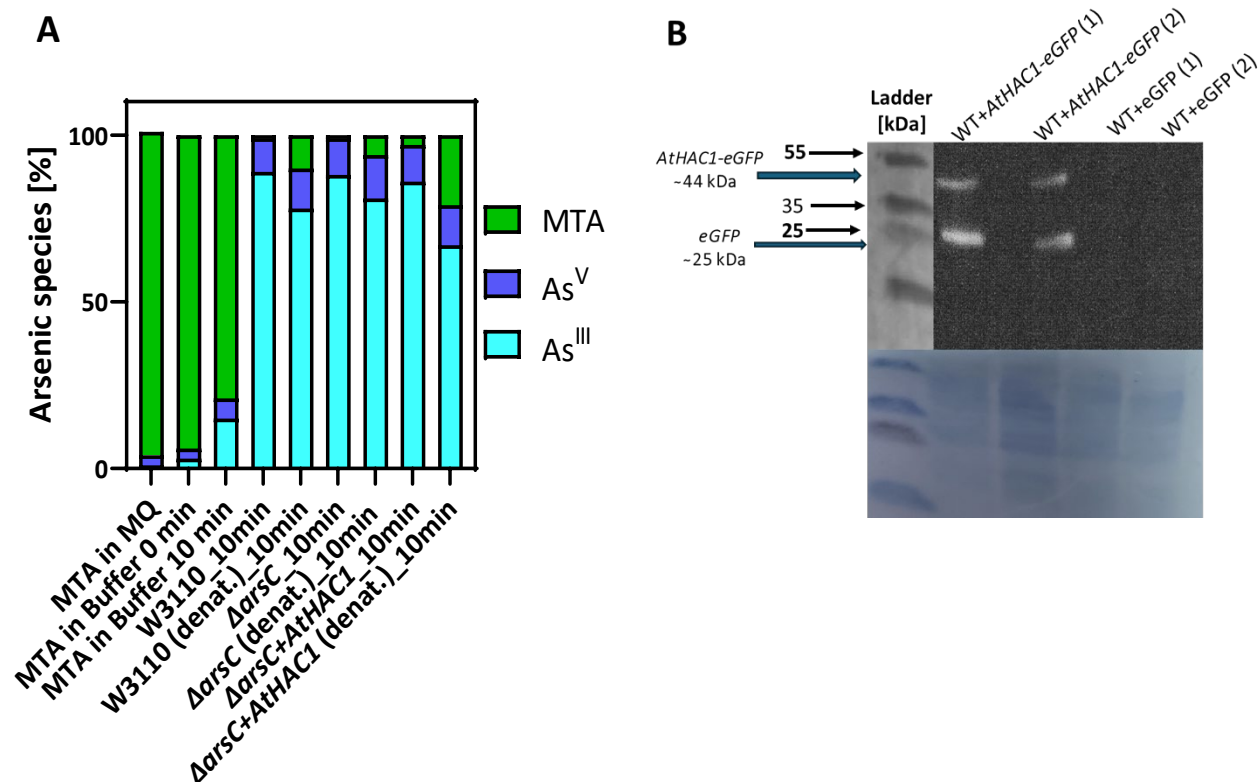 A
Arsenic species [%]
100
50
0
MTA
AsV
AsIII
MTA in MQ
MTA in Buffer 0 min
MTA in Buffer 10 min
W3110_10min
W3110 (denat.)_10min
ΔarsC_10min
ΔarsC (denat.)_10min
ΔarsC+AtHAC1_10min
ΔarsC+AtHAC1 (denat.)_10min
B
Ladder
[kDa]
WT+AtHAC1-eGFP (1)
WT+AtHAC1-eGFP (2)
WT+eGFP (1)
WT+eGFP (2)
55
AtHAC1-eGFP
~44 kDa
35
25
eGFP
~25 kDa